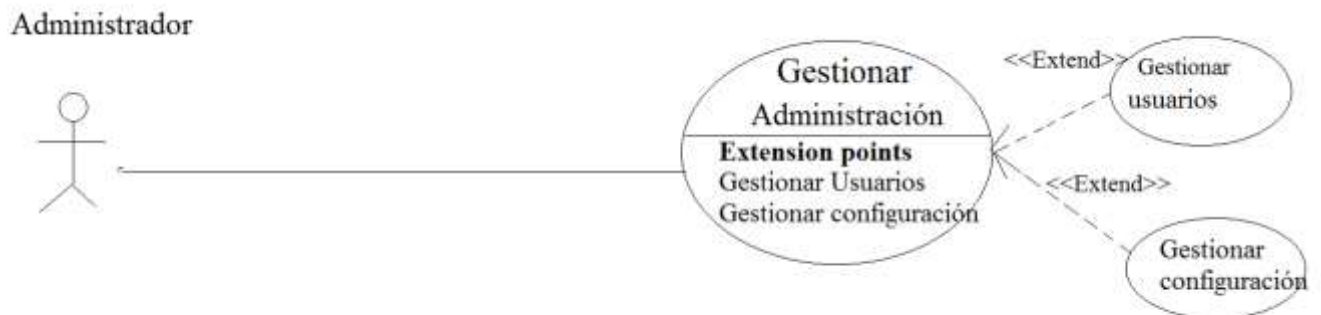 Administrador
Gestionar
Administración
Extension points
Gestionar Usuarios
Gestionar configuración
<<Extend>>
Gestionar
usuarios
<<Extend>>
Gestionar
configuración